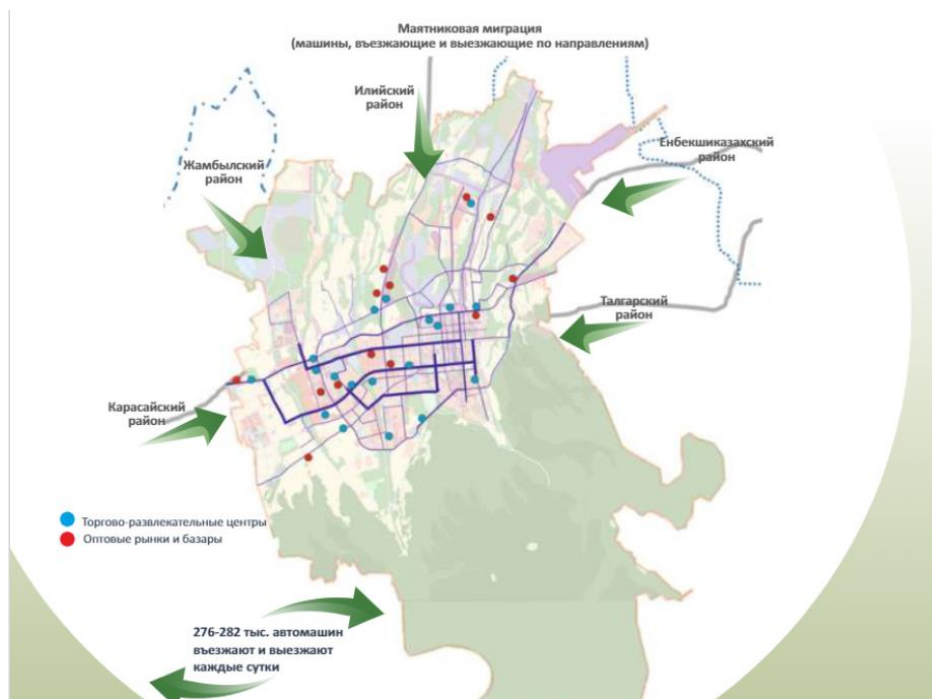 Маятниковая миграция
(машины, въезжающие и выезжающие по направлениям)
Илийский
район
Енбекшиказахский
район
Жамбылский
район
Талгарский
район
Карасайский
район
Торгово-развлекательные центры
Оптовые рынки и базары
276-282 тыс. автомашин
въезжают и выезжают
каждые сутки